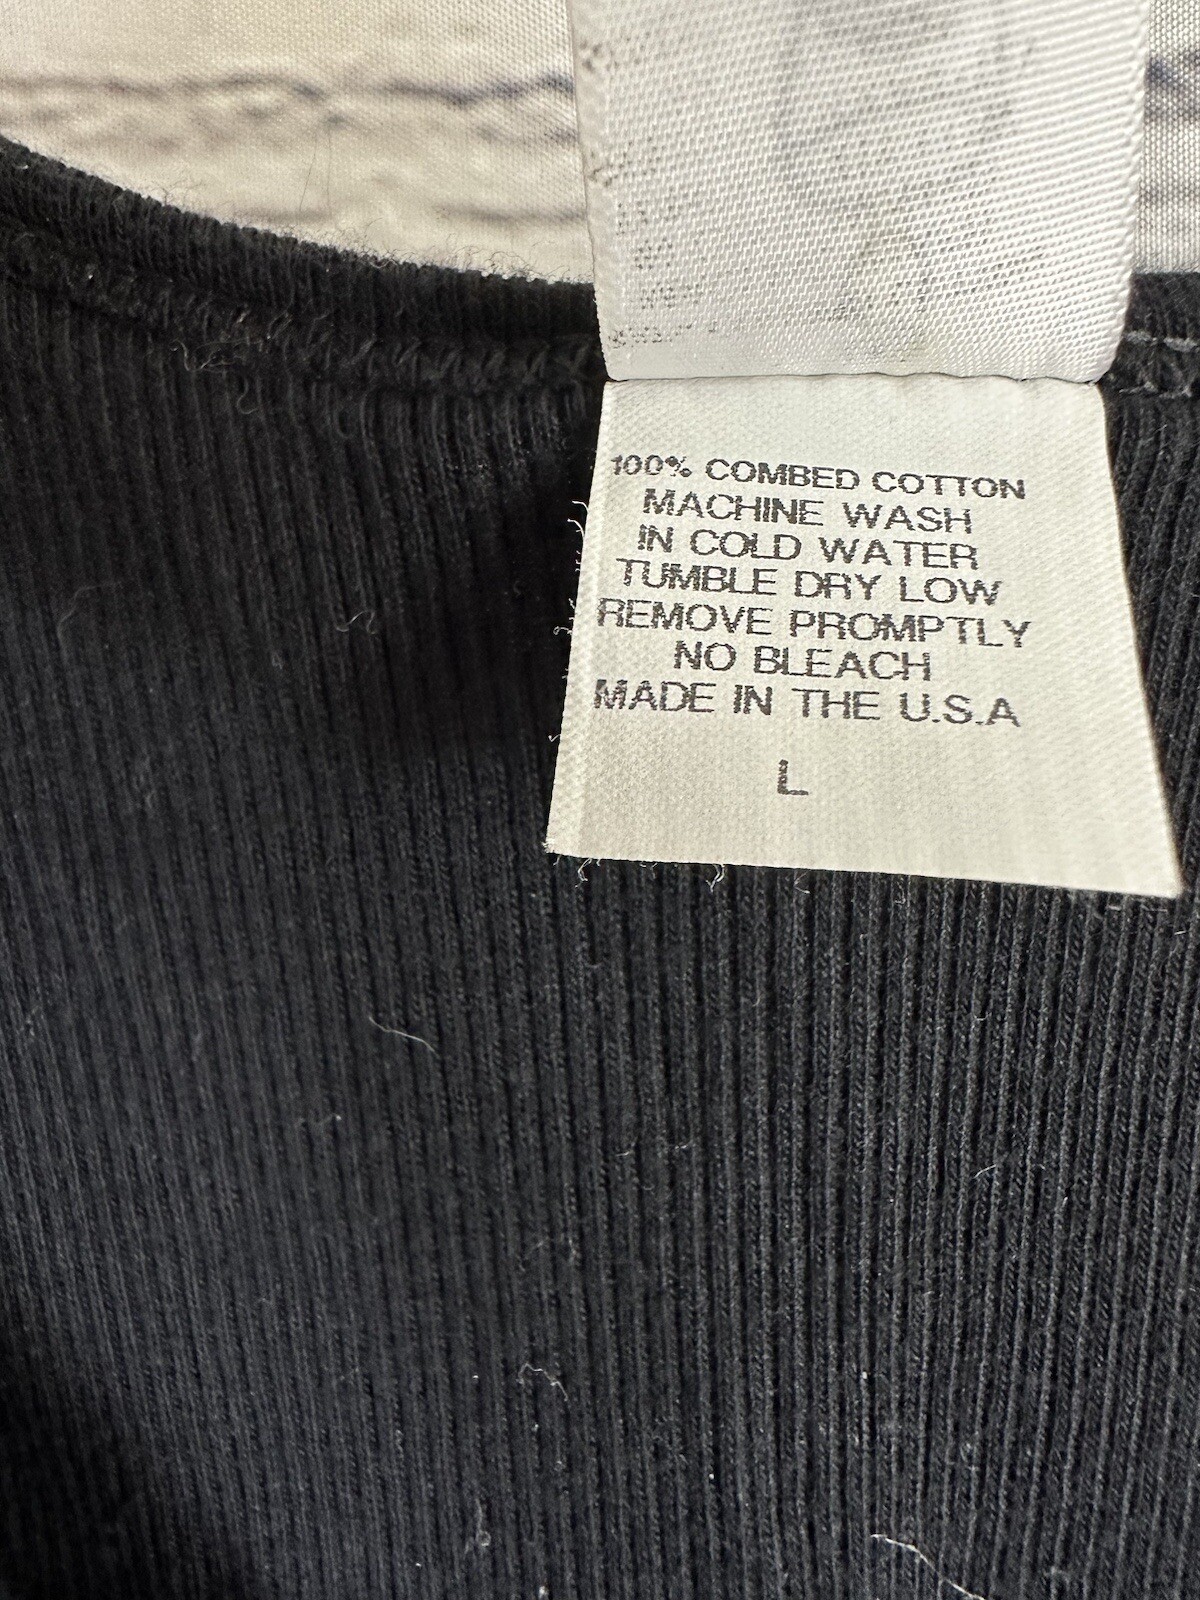 100% COMBED COTTON
MACHINE WASH
IN COLD WATER
TUMBLE DRY LOW
REMOVE PROMPTLY
NO BLEACH
MADE IN THE U.S.A
L